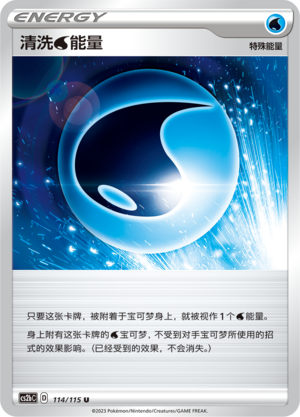 ENERGY
清洗能量
特殊能量
只要这张卡牌,被附着于宝可梦身上,就被视作1个能量。
身上附有这张卡牌的宝可梦,不受到对手宝可梦所使用的招
式的效果影响。(已经受到的效果,不会消失。)
CS2bC D 114/115 U
©2023 Pokémon/Nintendo/Creatures/GAME FREAK.